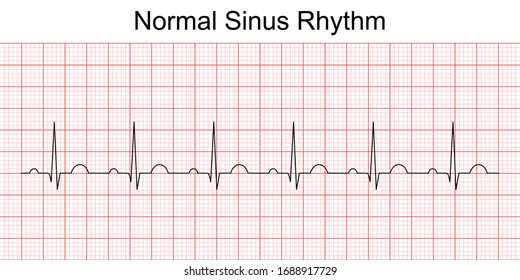 Normal Sinus Rhythm
shutterstock.com · 1688917729